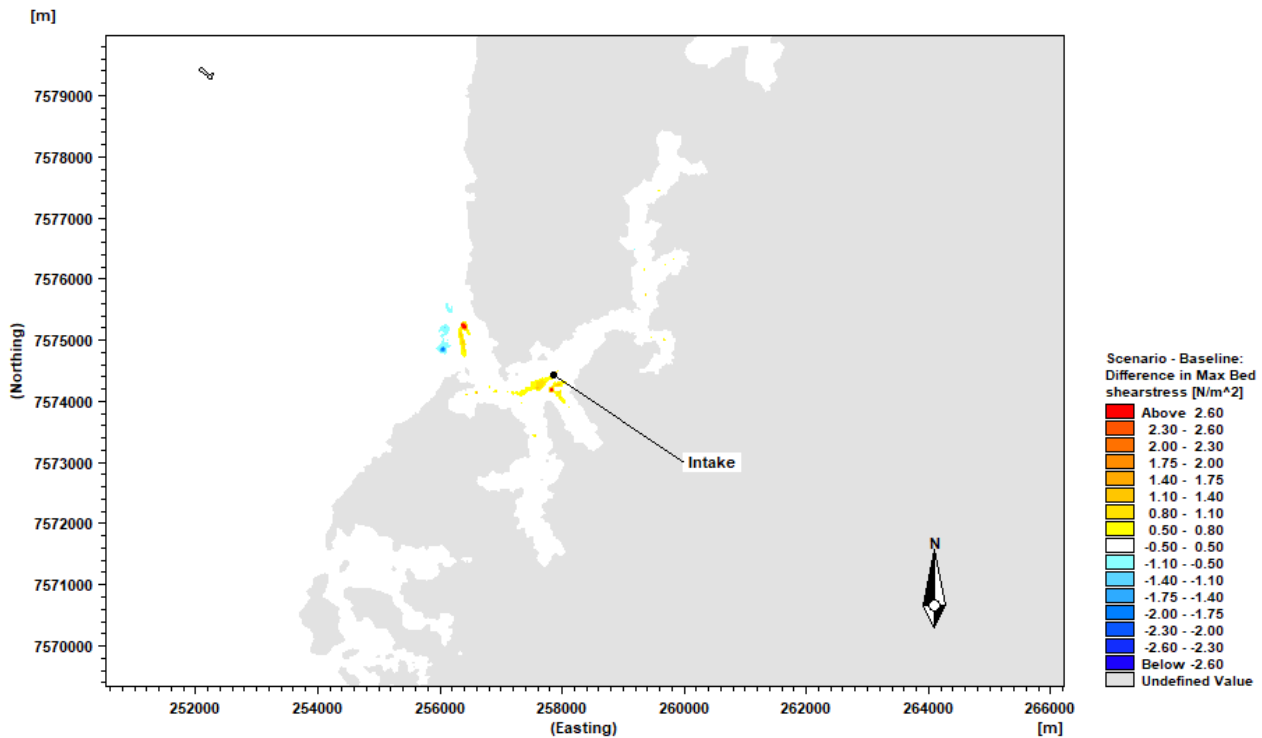 [m]
7579000
7578000
7577000
7576000
7575000
7574000
7573000
7572000
7571000
7570000
(Northing)
252000 254000 256000 258000 260000 262000 264000 266000
(Easting)
[m]
Intake
N
Scenario - Baseline:
Difference in Max Bed
shearstress [N/m^2]
Above 2.60
2.30 - 2.60
2.00 - 2.30
1.75 - 2.00
1.40 - 1.75
1.10 - 1.40
0.80 - 1.10
0.50 - 0.80
-0.50 - 0.50
-1.10 - -0.50
-1.40 - -1.10
-1.75 - -1.40
-2.00 - -1.75
-2.30 - -2.00
-2.60 - -2.30
Below -2.60
Undefined Value